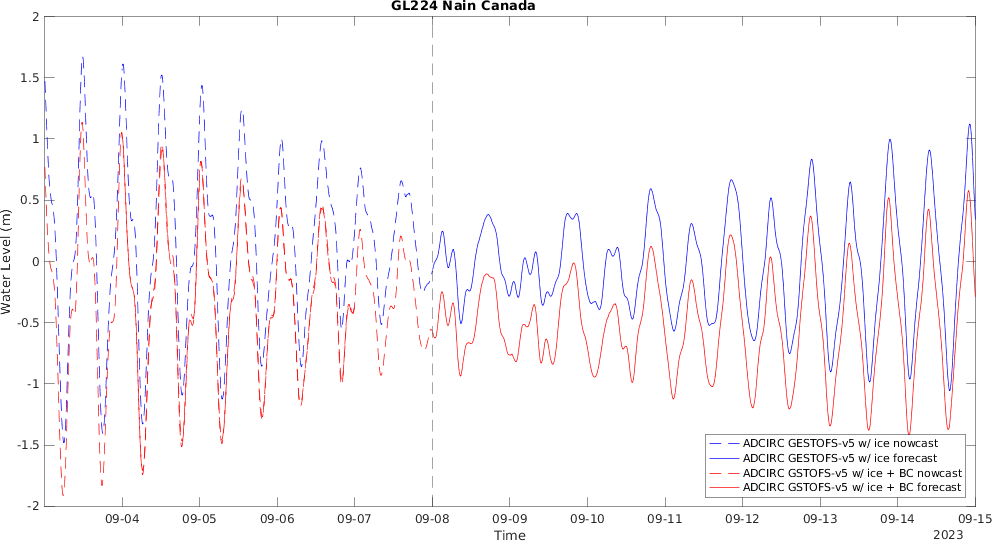 GL224 Nain Canada
2
1.5
1
0.5
0
-0.5
-1
-1.5
-2
Water Level (m)
09-04 09-05 09-06 09-07 09-08 09-09 09-10 09-11 09-12 09-13 09-14 09-15
Time
2023
ADCIRC GESTOFS-v5 w/ ice nowcast
ADCIRC GESTOFS-v5 w/ ice forecast
ADCIRC GSTOFS-v5 w/ ice + BC nowcast
ADCIRC GSTOFS-v5 w/ ice + BC forecast